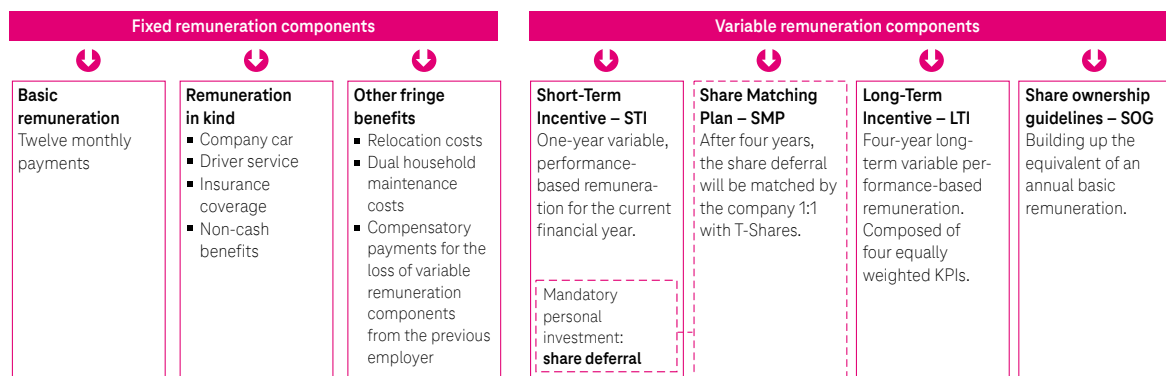 Fixed remuneration components
Basic
remuneration
Twelve monthly
payments
Remuneration
in kind
▪ Company car
▪ Driver service
▪ Insurance
coverage
▪ Non-cash
benefits
Other fringe
benefits
▪ Relocation costs
▪ Dual household
maintenance
costs
▪ Compensatory
payments for the
loss of variable
remuneration
components
from the previous
employer
Variable remuneration components
Short-Term
Incentive – STI
One-year variable,
performance-
based remunera-
tion for the current
financial year.
Mandatory
personal
investment:
share deferral
Share Matching
Plan – SMP
After four years,
the share deferral
will be matched by
the company 1:1
with T-Shares.
Long-Term
Incentive – LTI
Four-year long-
term variable per-
formance-based
remuneration.
Composed of
four equally
weighted KPIs.
Share ownership
guidelines – SOG
Building up the
equivalent of an
annual basic
remuneration.